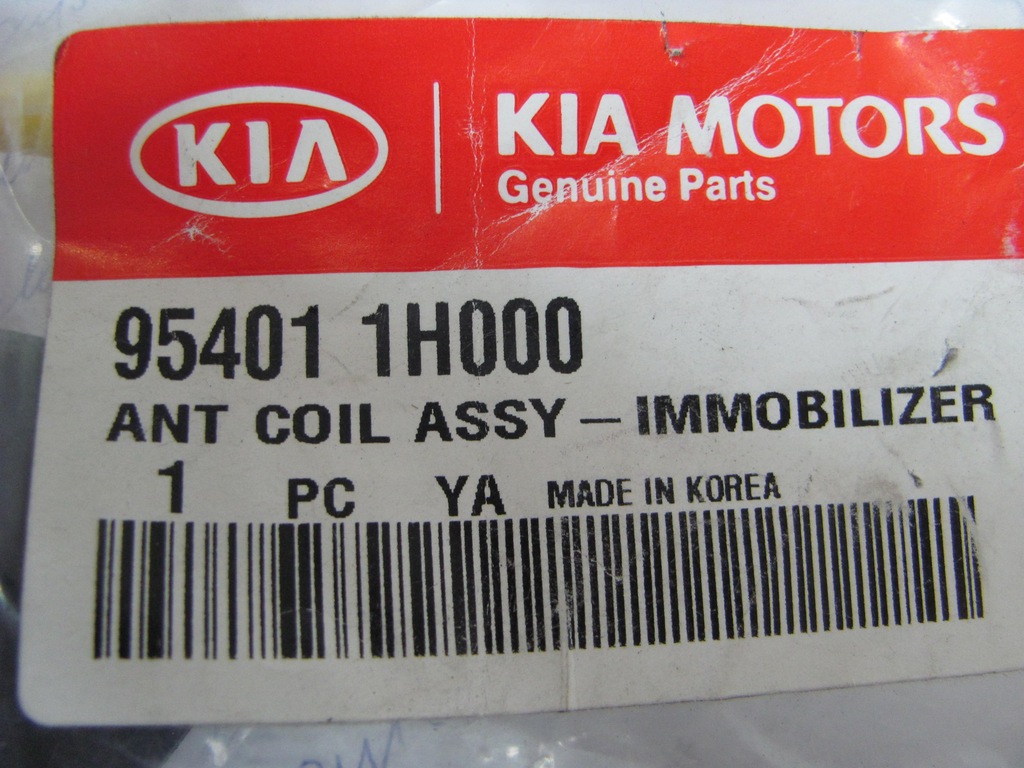 KIA
KIA MOTORS
Genuine Parts
95401 1H000
ANT COIL ASSY - IMMOBILIZER
1 PC YA MADE IN KOREA